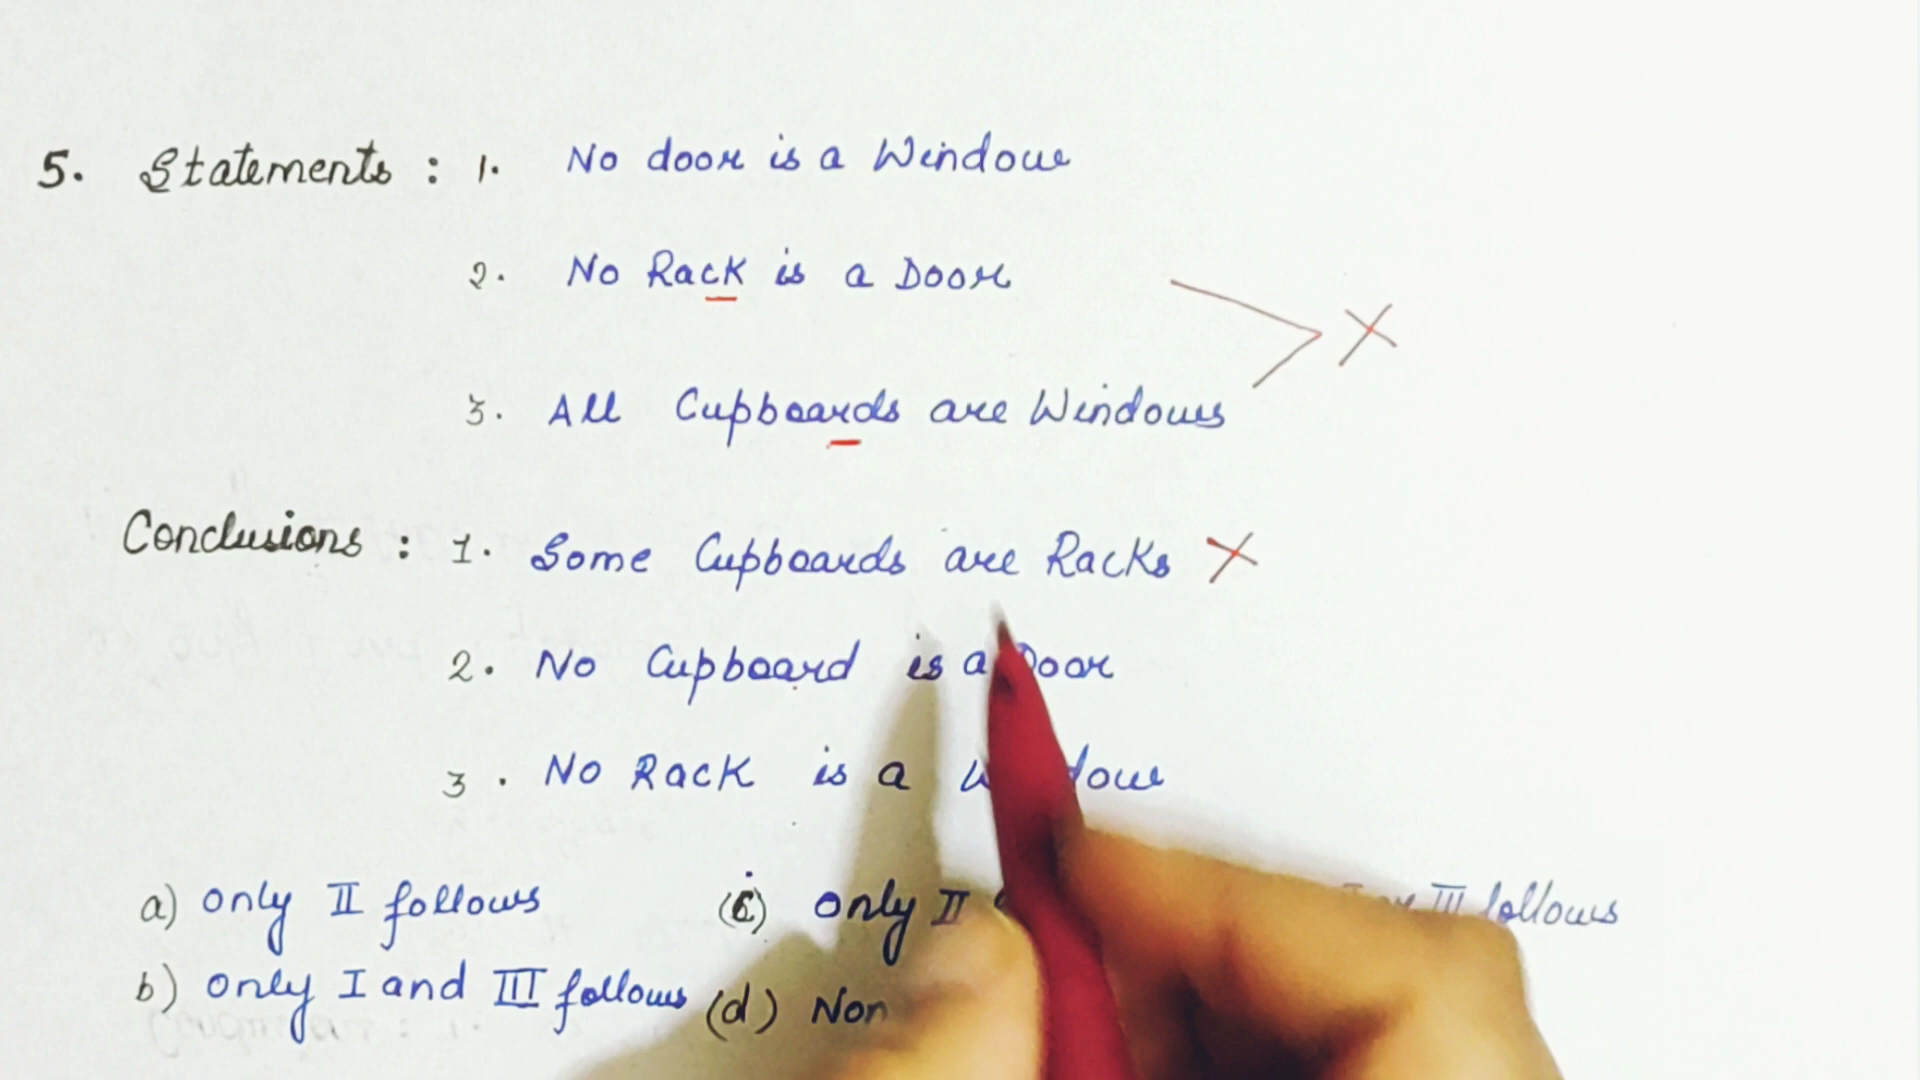 5. Statements : 1. No door is a Window
2. No Rack is a Door
3. All Cupboards are Windows
Conclusions : 1. Some Cupboards are Racks
2. No Cupboard is a Door
3. No Rack is a
a) only II follows (c) only II III follows
b) only I and III follows (d)